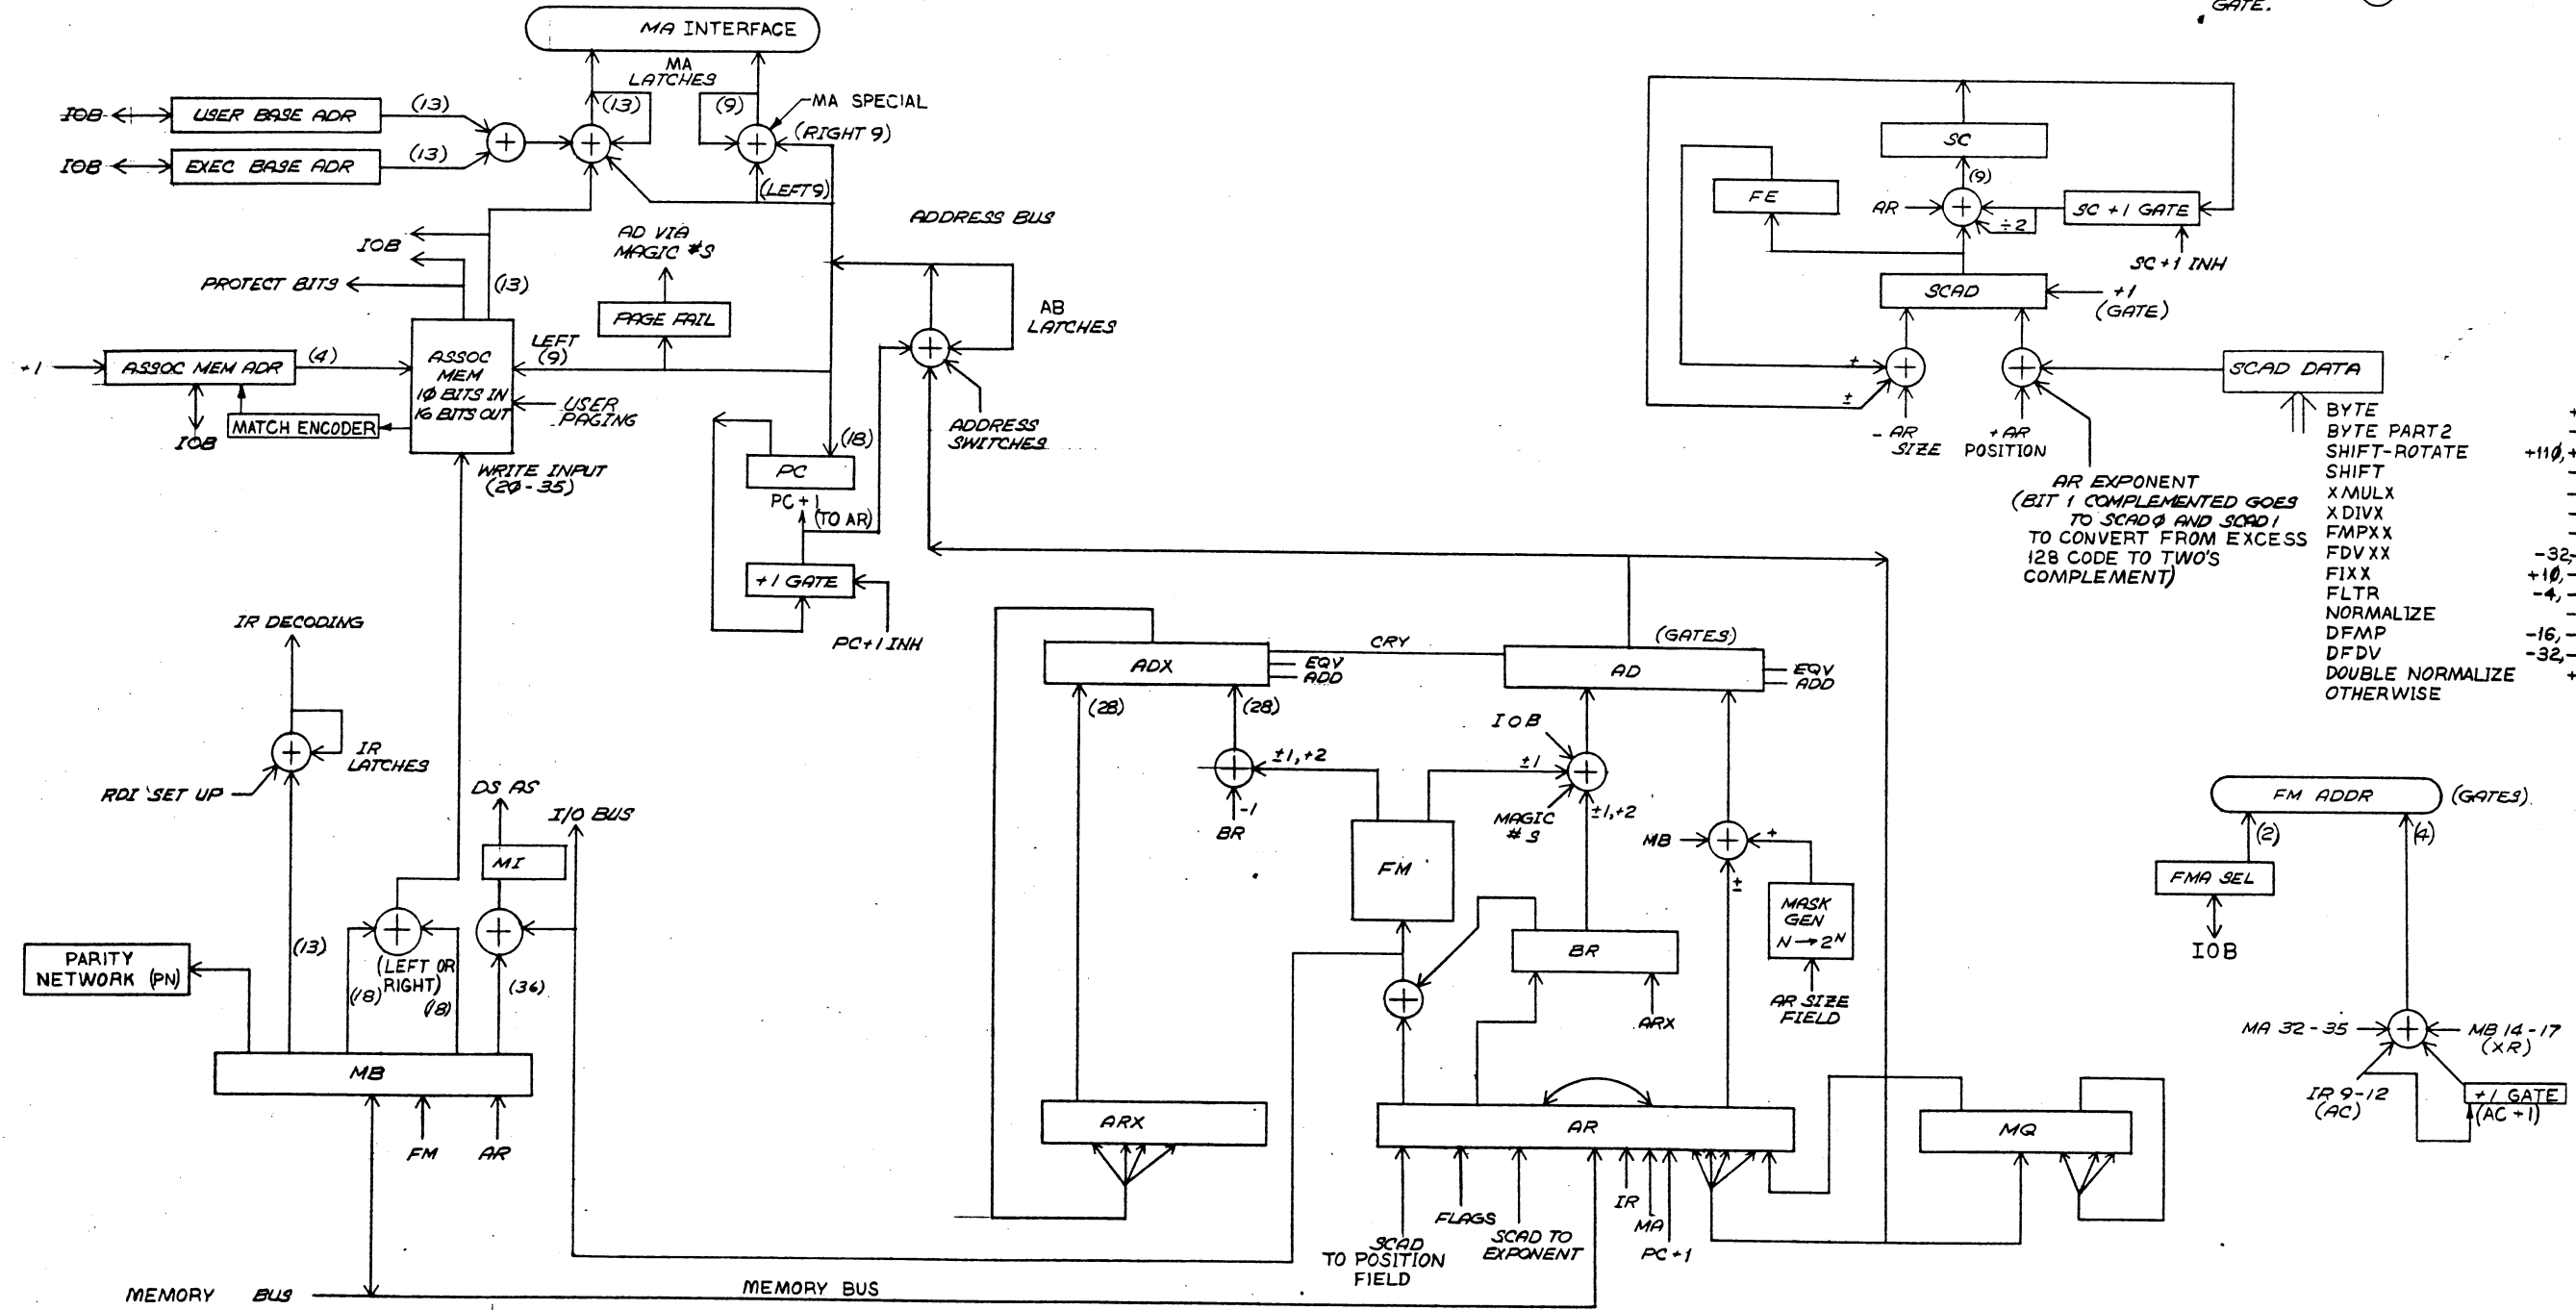 GATE.
MA INTERFACE
MA
LATCHES
(13)
(9)
MA SPECIAL
(RIGHT 9)
(LEFT 9)
IOB
USER BASE ADR
(13)
IOB
EXEC BASE ADR
(13)
+
+
+
ADDRESS BUS
IOB
PROTECT BITS
(13)
AD VIA
MAGIC #S
PAGE FAIL
LEFT
(9)
AB
LATCHES
+
ADDRESS
SWITCHES
+1
ASSOC MEM ADR
(4)
ASSOC
MEM
10 BITS IN
16 BITS OUT
USER
PAGING
MATCH ENCODER
IOB
WRITE INPUT
(20-35)
(18)
PC
PC+1
(TO AR)
+1 GATE
PC+1 INH
SC
(9)
FE
AR
+
÷2
SC +1 GATE
SC+1 INH
SCAD
+1
(GATE)
±
±
+
+
SCAD DATA
- AR
SIZE
+ AR
POSITION
AR EXPONENT
(BIT 1 COMPLEMENTED GOES
TO SCAD0 AND SCAD1
TO CONVERT FROM EXCESS
128 CODE TO TWO'S
COMPLEMENT)
BYTE +
BYTE PART2 -
SHIFT-ROTATE +110,+
SHIFT -
XMULX -
XDIVX -
FMPXX -
FDVXX -32,-
FIXX +10,-
FLTR -4,-
NORMALIZE -
DFMP -16,-
DFDV -32,-
DOUBLE NORMALIZE +
OTHERWISE
IR DECODING
+
IR
LATCHES
RDI SET UP
DS AS
I/O BUS
MI
+
+
(13)
(LEFT OR
RIGHT)
(18)
(18)
(36)
PARITY
NETWORK (PN)
MB
FM
AR
MEMORY BUS
MEMORY BUS
ADX
EQV
ADD
CRY
(GATES)
AD
EQV
ADD
(28)
(28)
IOB
+
±1,+2
-1
BR
±1
+
MAGIC
#S
±1,+2
FM
MB
+
+
±
MASK
GEN
N→2^N
BR
AR SIZE
FIELD
ARX
+
ARX
AR
MQ
SCAD
TO POSITION
FIELD
FLAGS
SCAD TO
EXPONENT
IR
MA
PC+1
FM ADDR
(GATES)
(2)
(4)
FMA SEL
IOB
MA 32-35
+
MB 14-17
(XR)
IR 9-12
(AC)
+1 GATE
(AC+1)